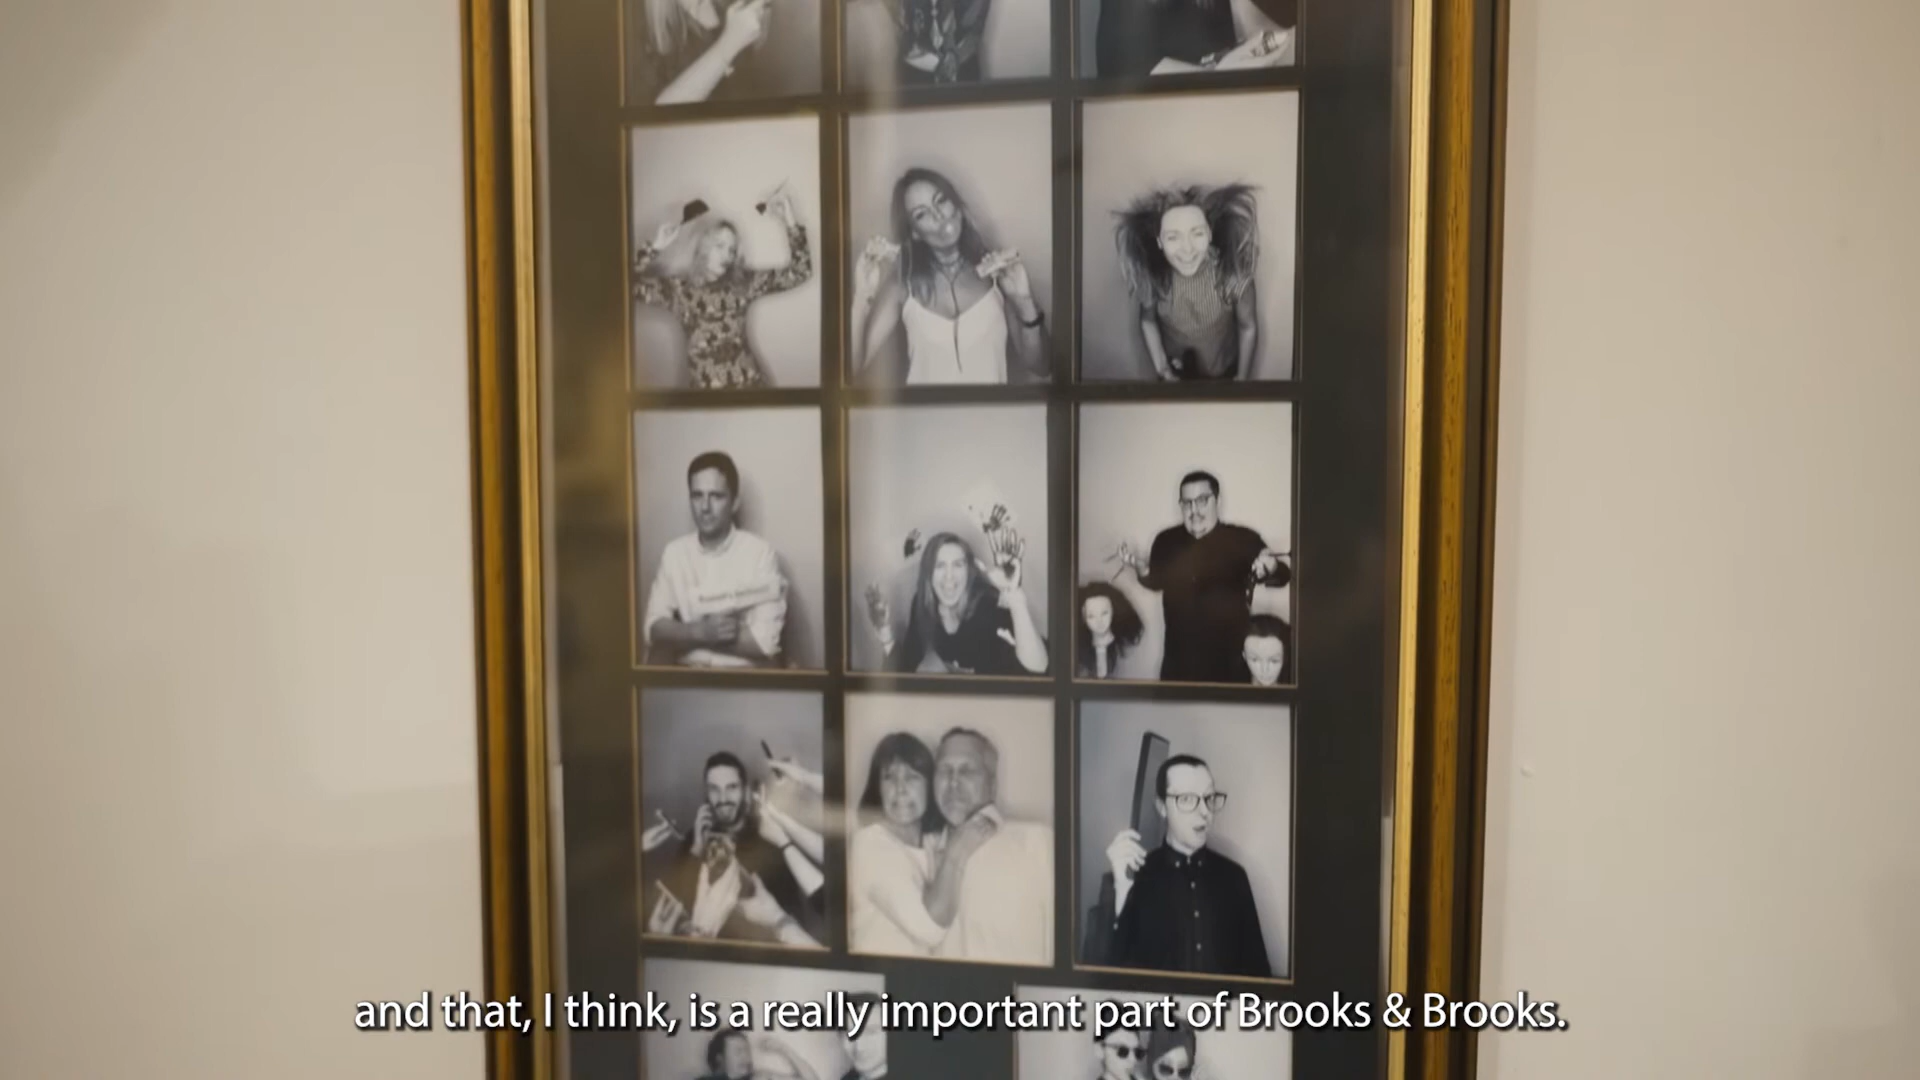 and that, I think, is a really important part of Brooks & Brooks.